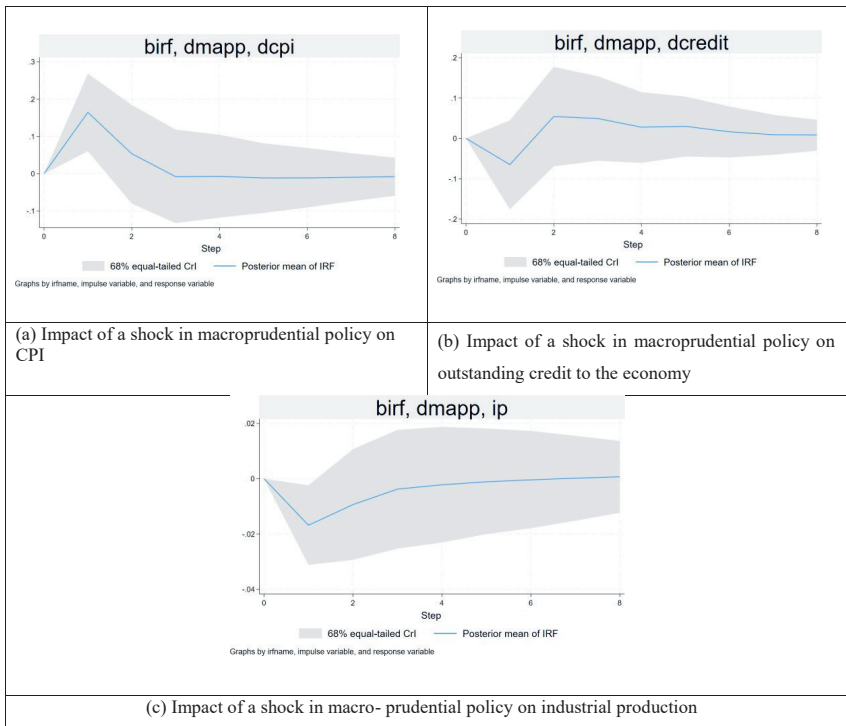 birf, dmapp, dcpi
.3
.2
.1
0
-.1
0 2 4 6 8
Step
68% equal-tailed CrI Posterior mean of IRF
Graphs by irfname, impulse variable, and response variable
(a) Impact of a shock in macroprudential policy on
CPI
birf, dmapp, dcredit
.2
.1
0
-.1
-.2
0 2 4 6 8
Step
68% equal-tailed CrI Posterior mean of IRF
Graphs by irfname, impulse variable, and response variable
(b) Impact of a shock in macroprudential policy on
outstanding credit to the economy
birf, dmapp, ip
.02
0
-.02
-.04
0 2 4 6 8
Step
68% equal-tailed CrI Posterior mean of IRF
Graphs by irfname, impulse variable, and response variable
(c) Impact of a shock in macro- prudential policy on industrial production